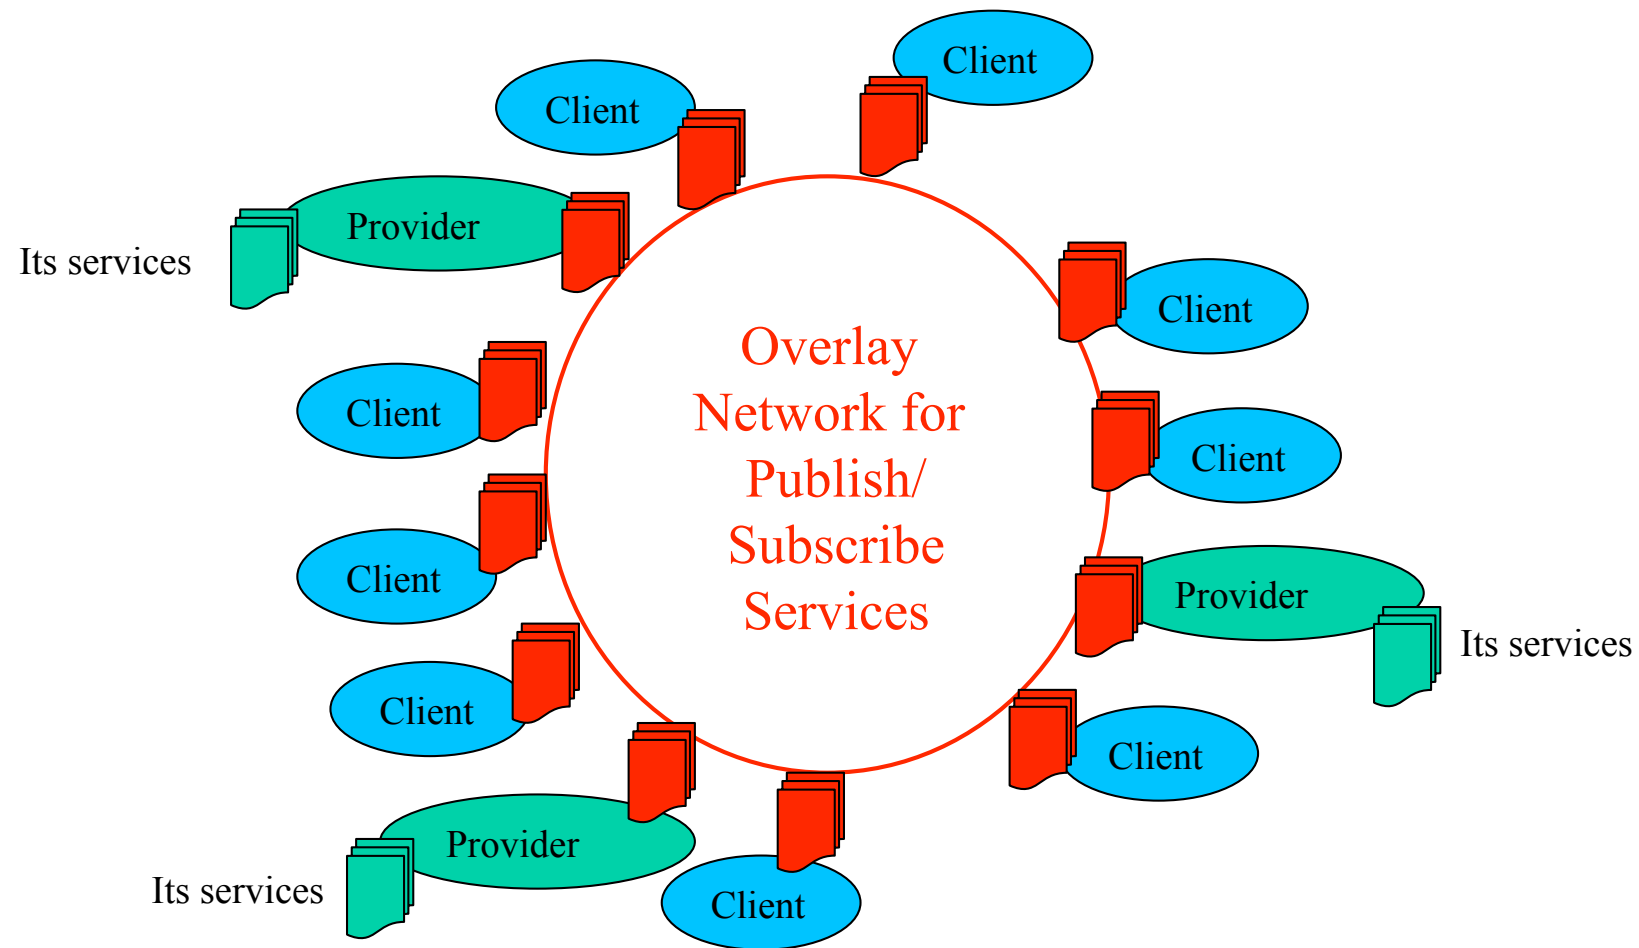 Client
Client
Provider
Its services
Client
Overlay
Network for
Publish/
Subscribe
Services
Client
Client
Client
Provider
Its services
Client
Client
Provider
Its services
Client